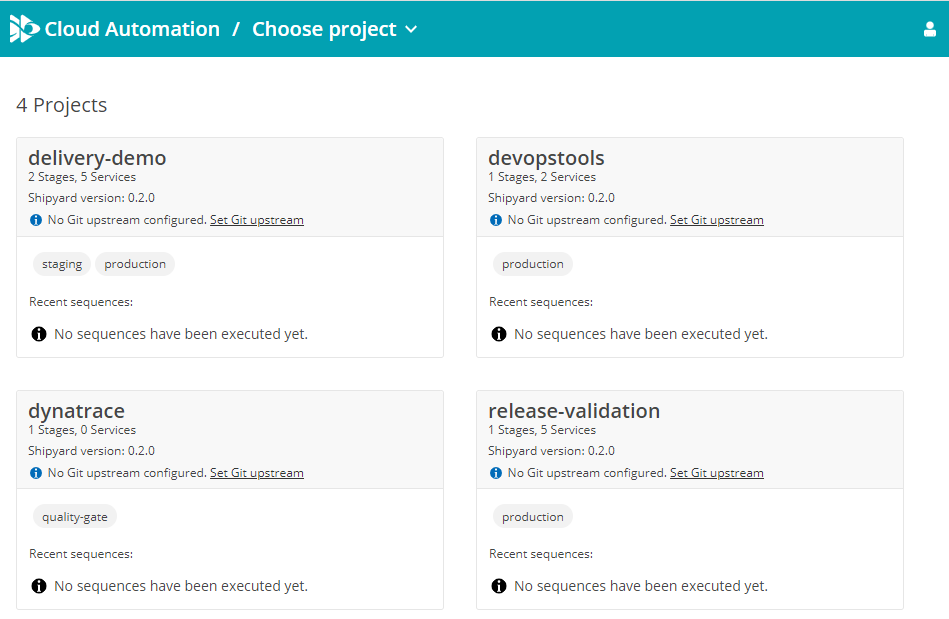 Cloud Automation / Choose project
4 Projects
delivery-demo
2 Stages, 5 Services
Shipyard version: 0.2.0
No Git upstream configured. Set Git upstream
staging production
Recent sequences:
No sequences have been executed yet.
devopstools
1 Stages, 2 Services
Shipyard version: 0.2.0
No Git upstream configured. Set Git upstream
production
Recent sequences:
No sequences have been executed yet.
dynatrace
1 Stages, 0 Services
Shipyard version: 0.2.0
No Git upstream configured. Set Git upstream
quality-gate
Recent sequences:
No sequences have been executed yet.
release-validation
1 Stages, 5 Services
Shipyard version: 0.2.0
No Git upstream configured. Set Git upstream
production
Recent sequences:
No sequences have been executed yet.